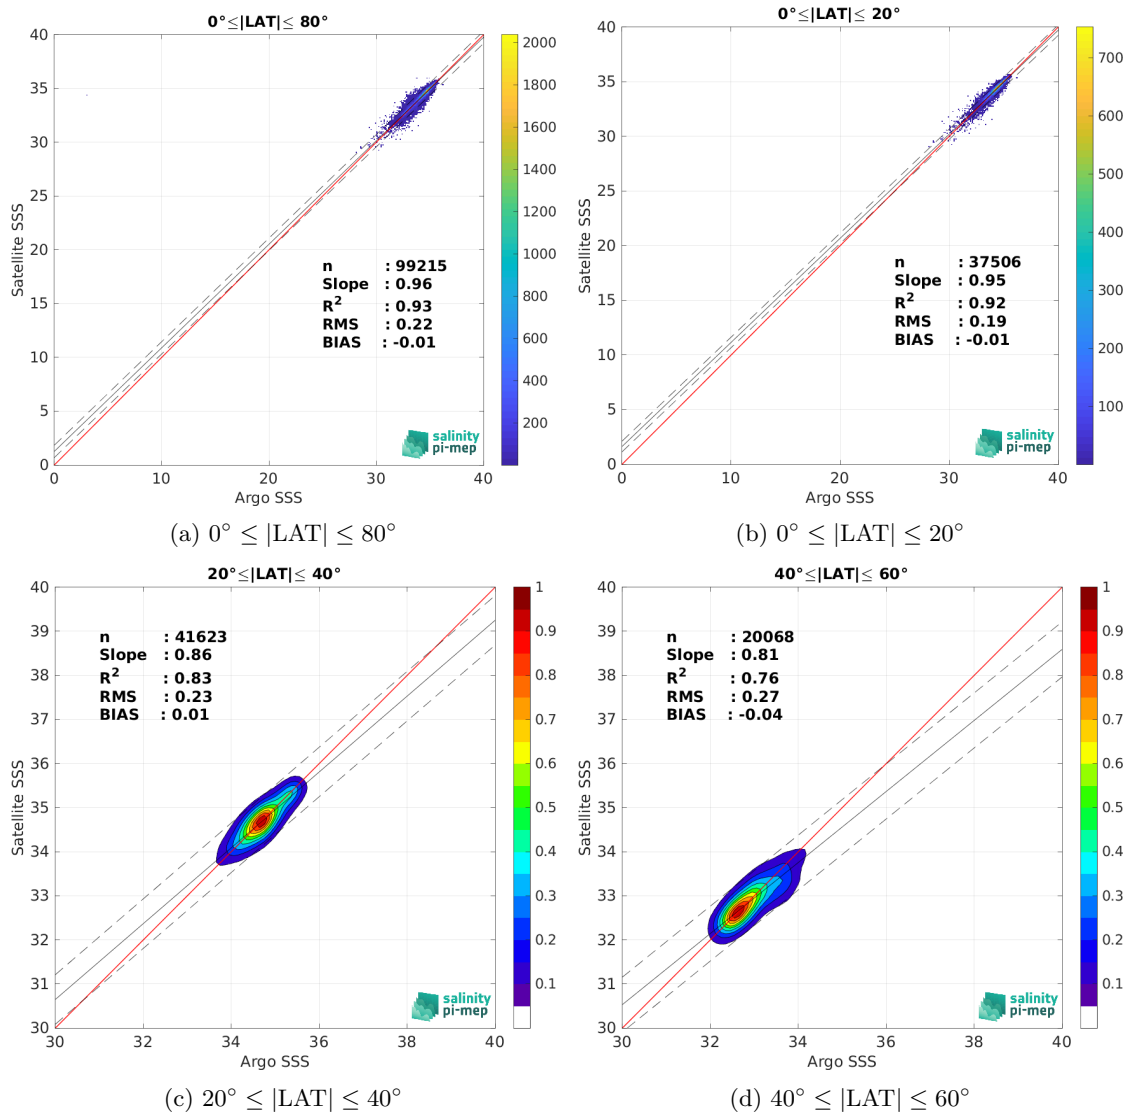 0°≤|LAT|≤ 80°
40
35
30
25
20
15
10
5
0
Satellite SSS
n : 99215
Slope : 0.96
R² : 0.93
RMS : 0.22
BIAS : -0.01
salinity
pi-mep
0 10 20 30 40
Argo SSS
2000
1800
1600
1400
1200
1000
800
600
400
200
(a) 0° ≤ |LAT| ≤ 80°
0°≤|LAT|≤ 20°
40
35
30
25
20
15
10
5
0
Satellite SSS
n : 37506
Slope : 0.95
R² : 0.92
RMS : 0.19
BIAS : -0.01
salinity
pi-mep
0 10 20 30 40
Argo SSS
700
600
500
400
300
200
100
(b) 0° ≤ |LAT| ≤ 20°
20°≤|LAT|≤ 40°
40
39
38
37
36
35
34
33
32
31
30
Satellite SSS
n : 41623
Slope : 0.86
R² : 0.83
RMS : 0.23
BIAS : 0.01
salinity
pi-mep
30 32 34 36 38 40
Argo SSS
1
0.9
0.8
0.7
0.6
0.5
0.4
0.3
0.2
0.1
(c) 20° ≤ |LAT| ≤ 40°
40°≤|LAT|≤ 60°
40
39
38
37
36
35
34
33
32
31
30
Satellite SSS
n : 20068
Slope : 0.81
R² : 0.76
RMS : 0.27
BIAS : -0.04
salinity
pi-mep
30 32 34 36 38 40
Argo SSS
1
0.9
0.8
0.7
0.6
0.5
0.4
0.3
0.2
0.1
(d) 40° ≤ |LAT| ≤ 60°